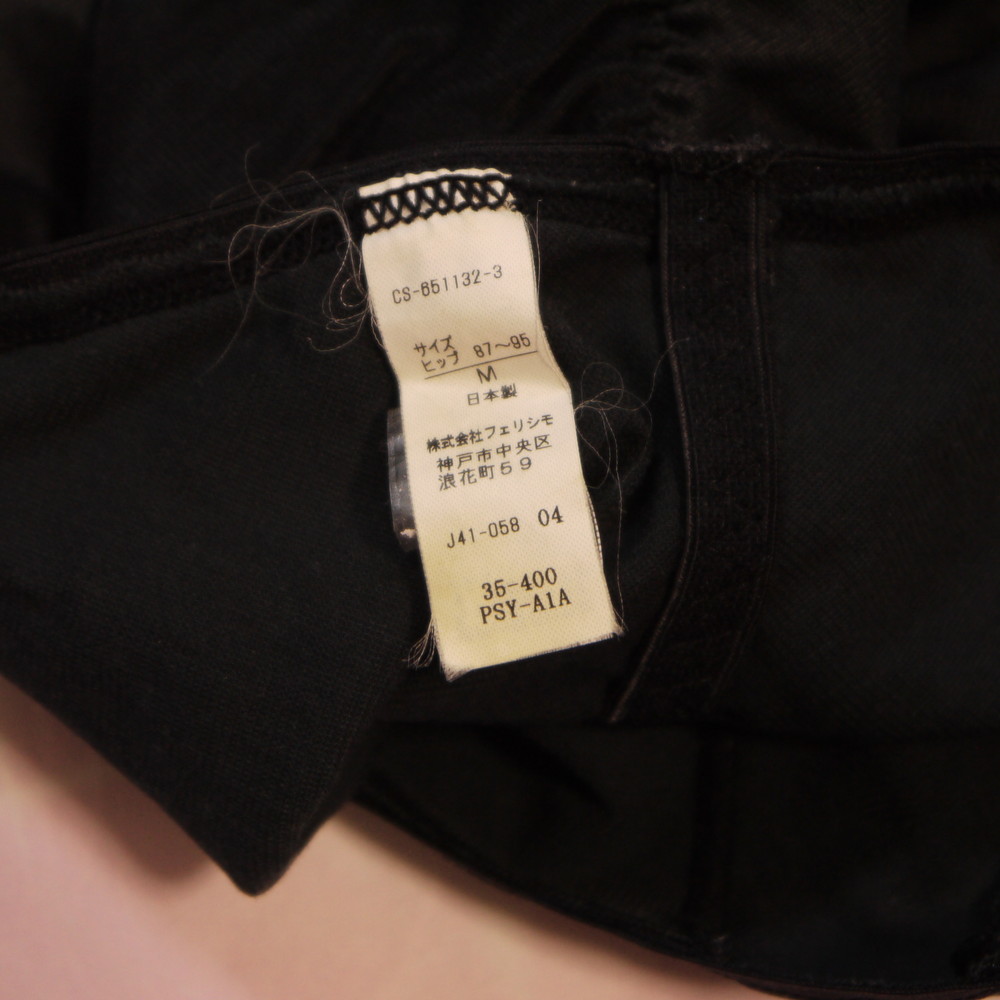 CS-651132-3
サイズ
ヒップ 87～95
M
日本製
株式会社フェリシモ
神戸市中央区
浪花町59
J41-058 04
35-400
PSY-A1A